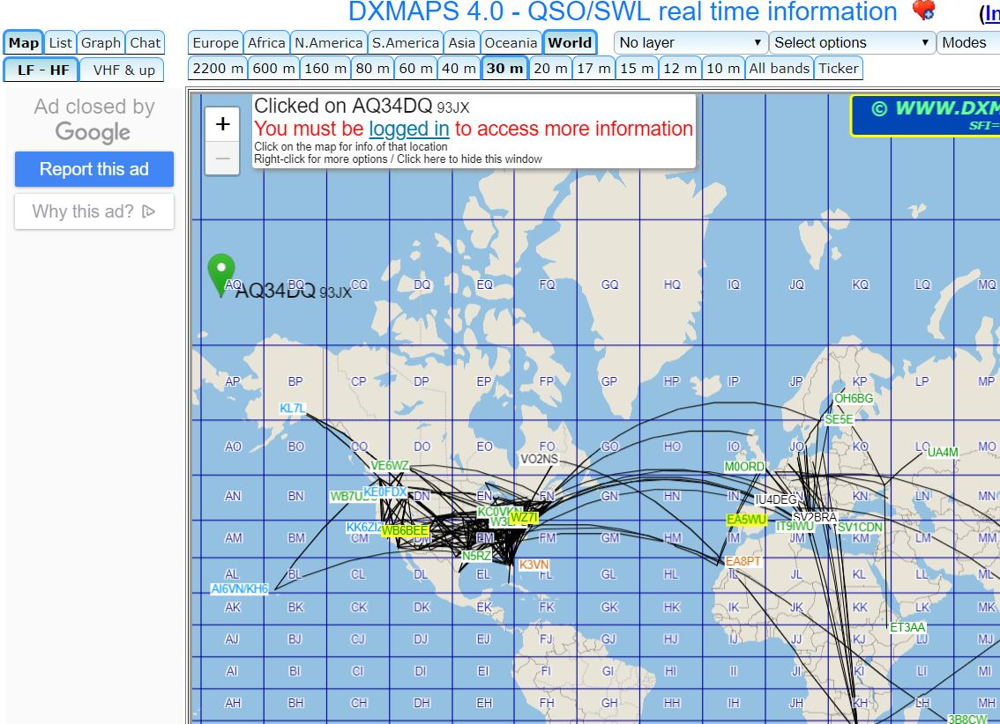 DXMAPS 4.0 - QSO/SWL real time information
(In
Map List Graph Chat
Europe Africa N.America S.America Asia Oceania World
No layer Select options Modes
LF - HF VHF & up
2200 m 600 m 160 m 80 m 60 m 40 m 30 m 20 m 17 m 15 m 12 m 10 m All bands Ticker
Ad closed by
Google
Report this ad
Why this ad?
+
−
Clicked on AQ34DQ 93JX
You must be logged in to access more information
Click on the map for info.of that location
Right-click for more options / Click here to hide this window
© WWW.DXM
SFI=
AQ BQ CQ DQ EQ FQ GQ HQ IQ JQ KQ LQ MQ
AQ34DQ 93JX
AP BP CP DP EP FP GP HP IP JP KP LP MP
OH6BG
KL7L
SE5E
AO BO CO DO EO FO GO HO IO JO KO LO MO
UA4M
VO2NS
VE6WZ
M0ORD
AN BN WB7U KE0FDX DN EN FN GN HN IN IU4DEG JN KN LN MN
KC0VKN
W3L
WZ7I
EA5WU
SV2BRA
IT9IWU
SV1CDN
KK6ZIZ
WB6BEE
AM BM CM DM EM FM GM HM IM JM KM LM MM
N5RZ
K3VN
EA8PT
AL BL CL DL EL FL GL HL IL JL KL LL ML
AI6VN/KH6
AK BK CK DK EK FK GK HK IK JK KK LK MK
ET3AA
AJ BJ CJ DJ EJ FJ GJ HJ IJ JJ KJ LJ MJ
AI BI CI DI EI FI GI HI II JI KI LI MI
AH BH CH DH EH FH GH HH IH JH KH LH MH
3B8CW